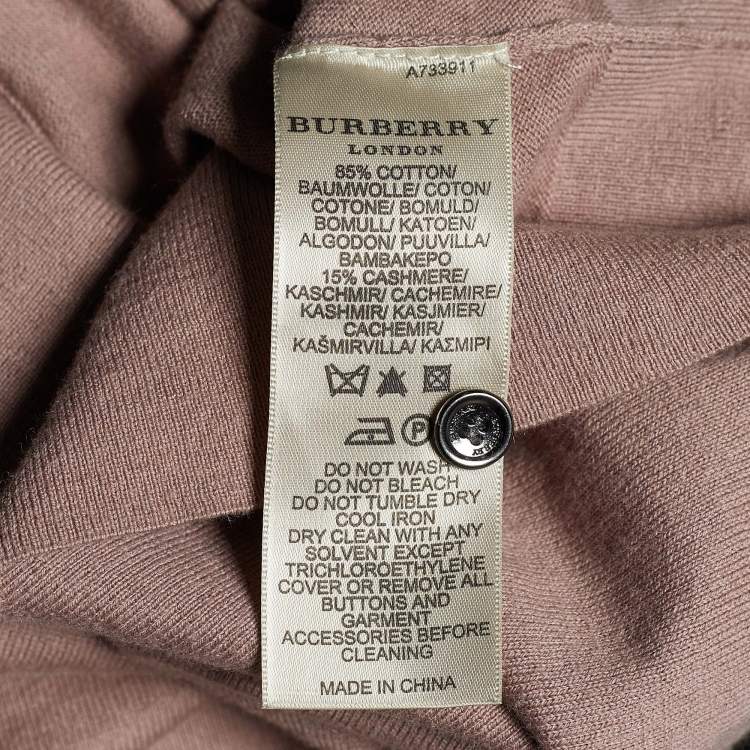 A733911
BURBERRY
LONDON
85% COTTON/
BAUMWOLLE/ COTON/
COTONE/ BOMULD/
BOMULL/ KATOEN/
ALGODON/ PUUVILLA/
BAMBAKEPO
15% CASHMERE/
KASCHMIR/ CACHEMIRE/
KASHMIR/ KASJMIER/
CACHEMIR/
KAŠMIRVILLA/ ΚΑΣΜΙΡΙ
P
DO NOT WASH
DO NOT BLEACH
DO NOT TUMBLE DRY
COOL IRON
DRY CLEAN WITH ANY
SOLVENT EXCEPT
TRICHLOROETHYLENE
COVER OR REMOVE ALL
BUTTONS AND
GARMENT
ACCESSORIES BEFORE
CLEANING
MADE IN CHINA